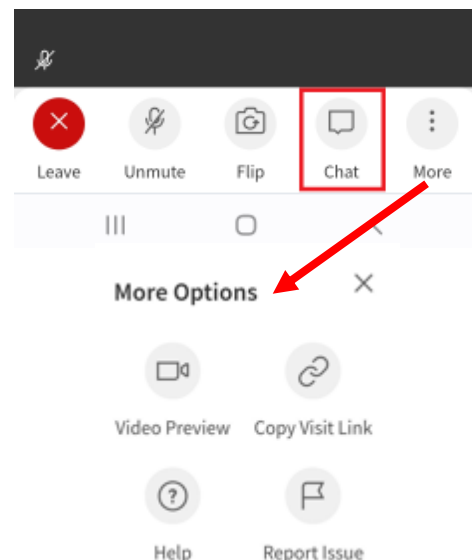 Leave Unmute Flip Chat More
More Options
Video Preview Copy Visit Link
Help Report Issue